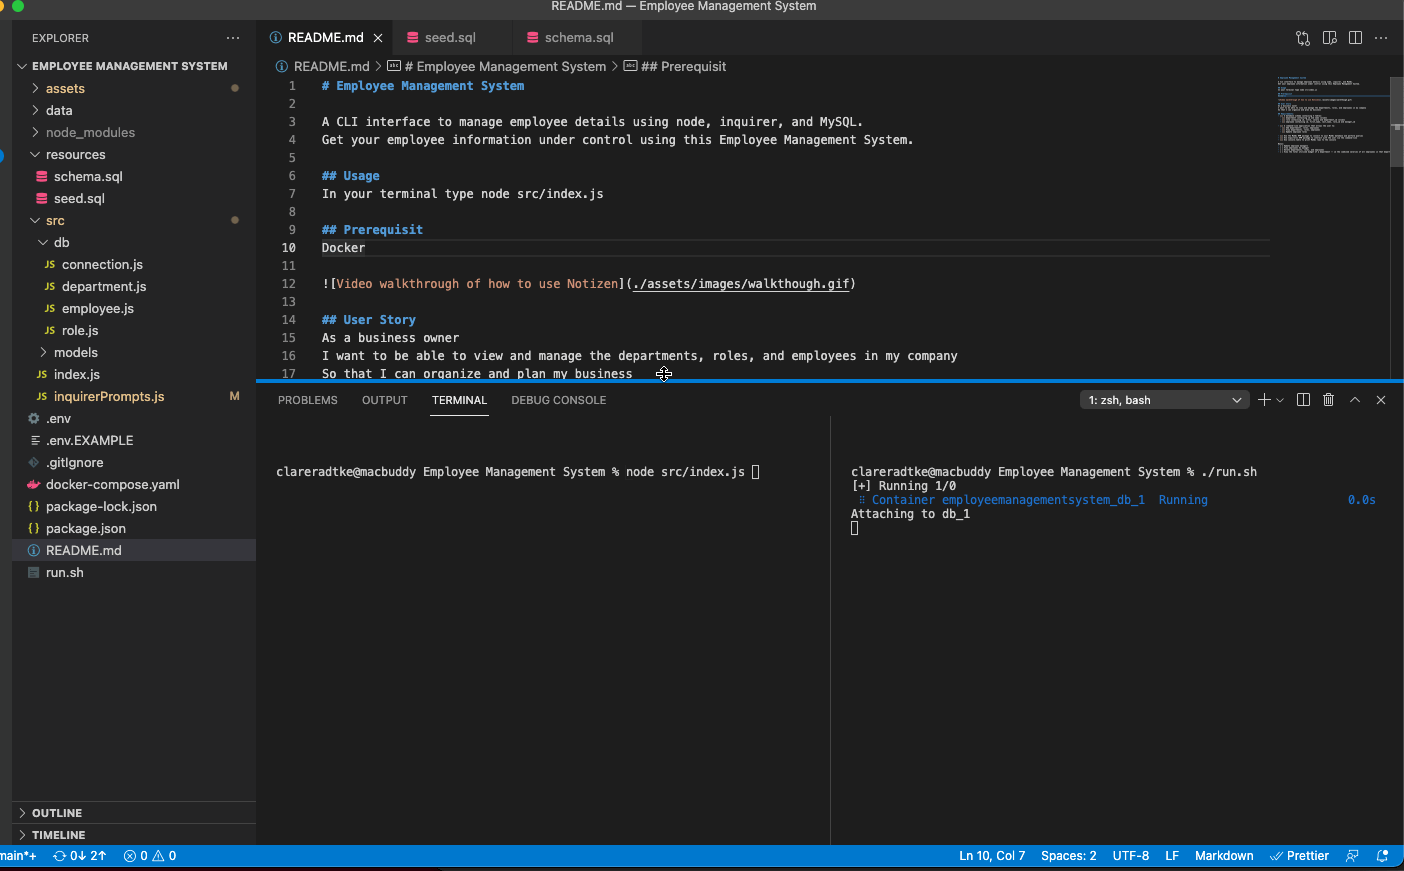 README.md — Employee Management System
EXPLORER
EMPLOYEE MANAGEMENT SYSTEM
assets
data
node_modules
resources
schema.sql
seed.sql
src
db
JS connection.js
JS department.js
JS employee.js
JS role.js
models
JS index.js
JS inquirerPrompts.js M
.env
.env.EXAMPLE
.gitIgnore
docker-compose.yaml
{} package-lock.json
{} package.json
README.md
run.sh
OUTLINE
TIMELINE
README.md seed.sql schema.sql
README.md > # Employee Management System > ## Prerequisit
1 # Employee Management System
2
3 A CLI interface to manage employee details using node, inquirer, and MySQL.
4 Get your employee information under control using this Employee Management System.
5
6 ## Usage
7 In your terminal type node src/index.js
8
9 ## Prerequisit
10 Docker
11
12 ![Video walkthrough of how to use Notizen](./assets/images/walkthough.gif)
13
14 ## User Story
15 As a business owner
16 I want to be able to view and manage the departments, roles, and employees in my company
17 So that I can organize and plan my business
PROBLEMS OUTPUT TERMINAL DEBUG CONSOLE
1: zsh, bash
clareradtke@macbuddy Employee Management System % node src/index.js
clareradtke@macbuddy Employee Management System % ./run.sh
[+] Running 1/0
Container employeemanagementsystem_db_1 Running 0.0s
Attaching to db_1
main*+ 0↓ 2↑ 0 0
Ln 10, Col 7 Spaces: 2 UTF-8 LF Markdown Prettier